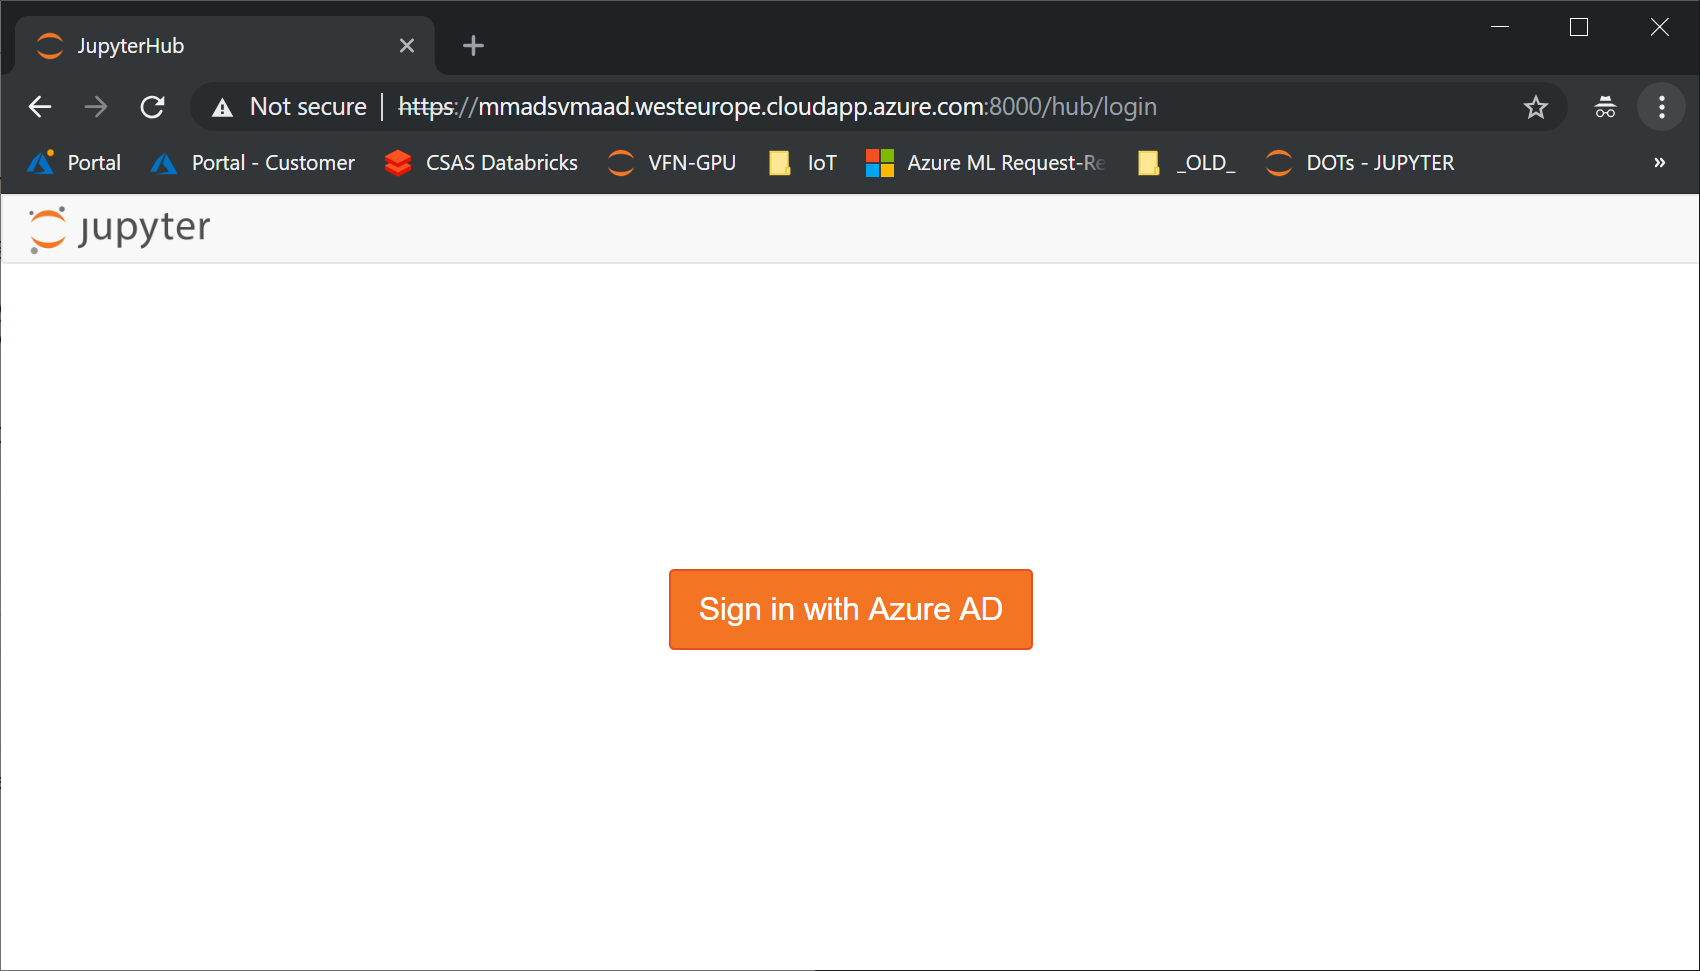 JupyterHub
Not secure | https://mmadsvmaad.westeurope.cloudapp.azure.com:8000/hub/login
Portal Portal - Customer CSAS Databricks VFN-GPU IoT Azure ML Request-Re _OLD_ DOTs - JUPYTER »
jupyter
Sign in with Azure AD